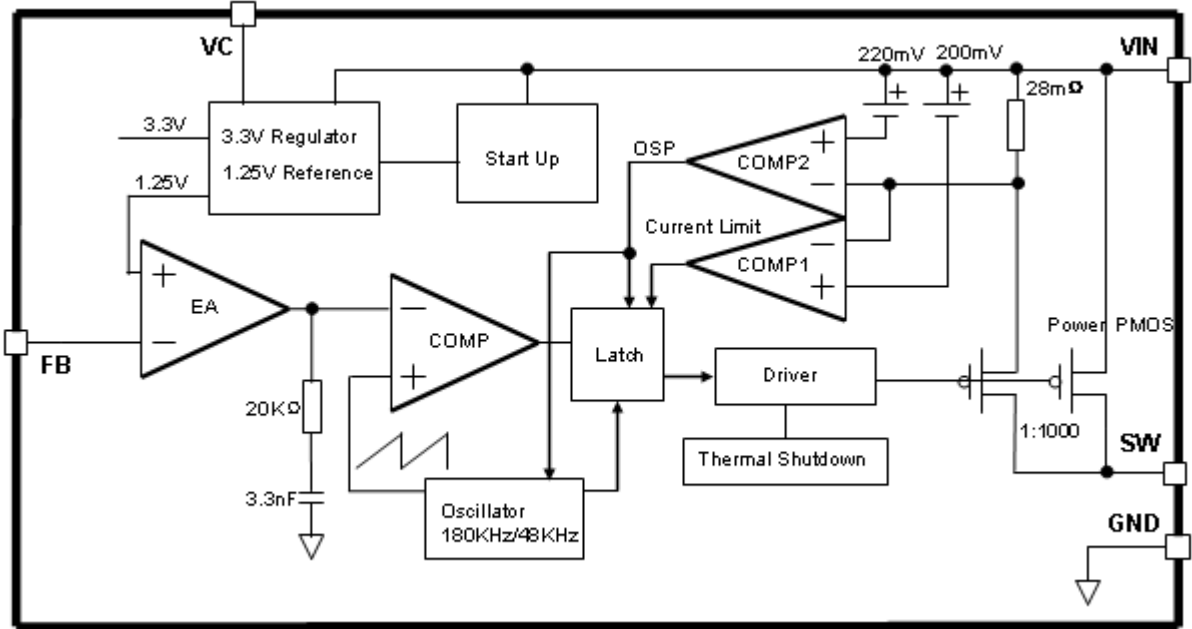 VC
220mV 200mV
VIN
28mΩ
3.3V
3.3V Regulator
1.25V Reference
Start Up
OSP
+
COMP2
−
1.25V
Current Limit
−
COMP1
+
+
EA
−
FB
−
COMP
+
Latch
Driver
Power PMOS
1:1000
20KΩ
Thermal Shutdown
SW
3.3nF
Oscillator
180KHz/48KHz
GND